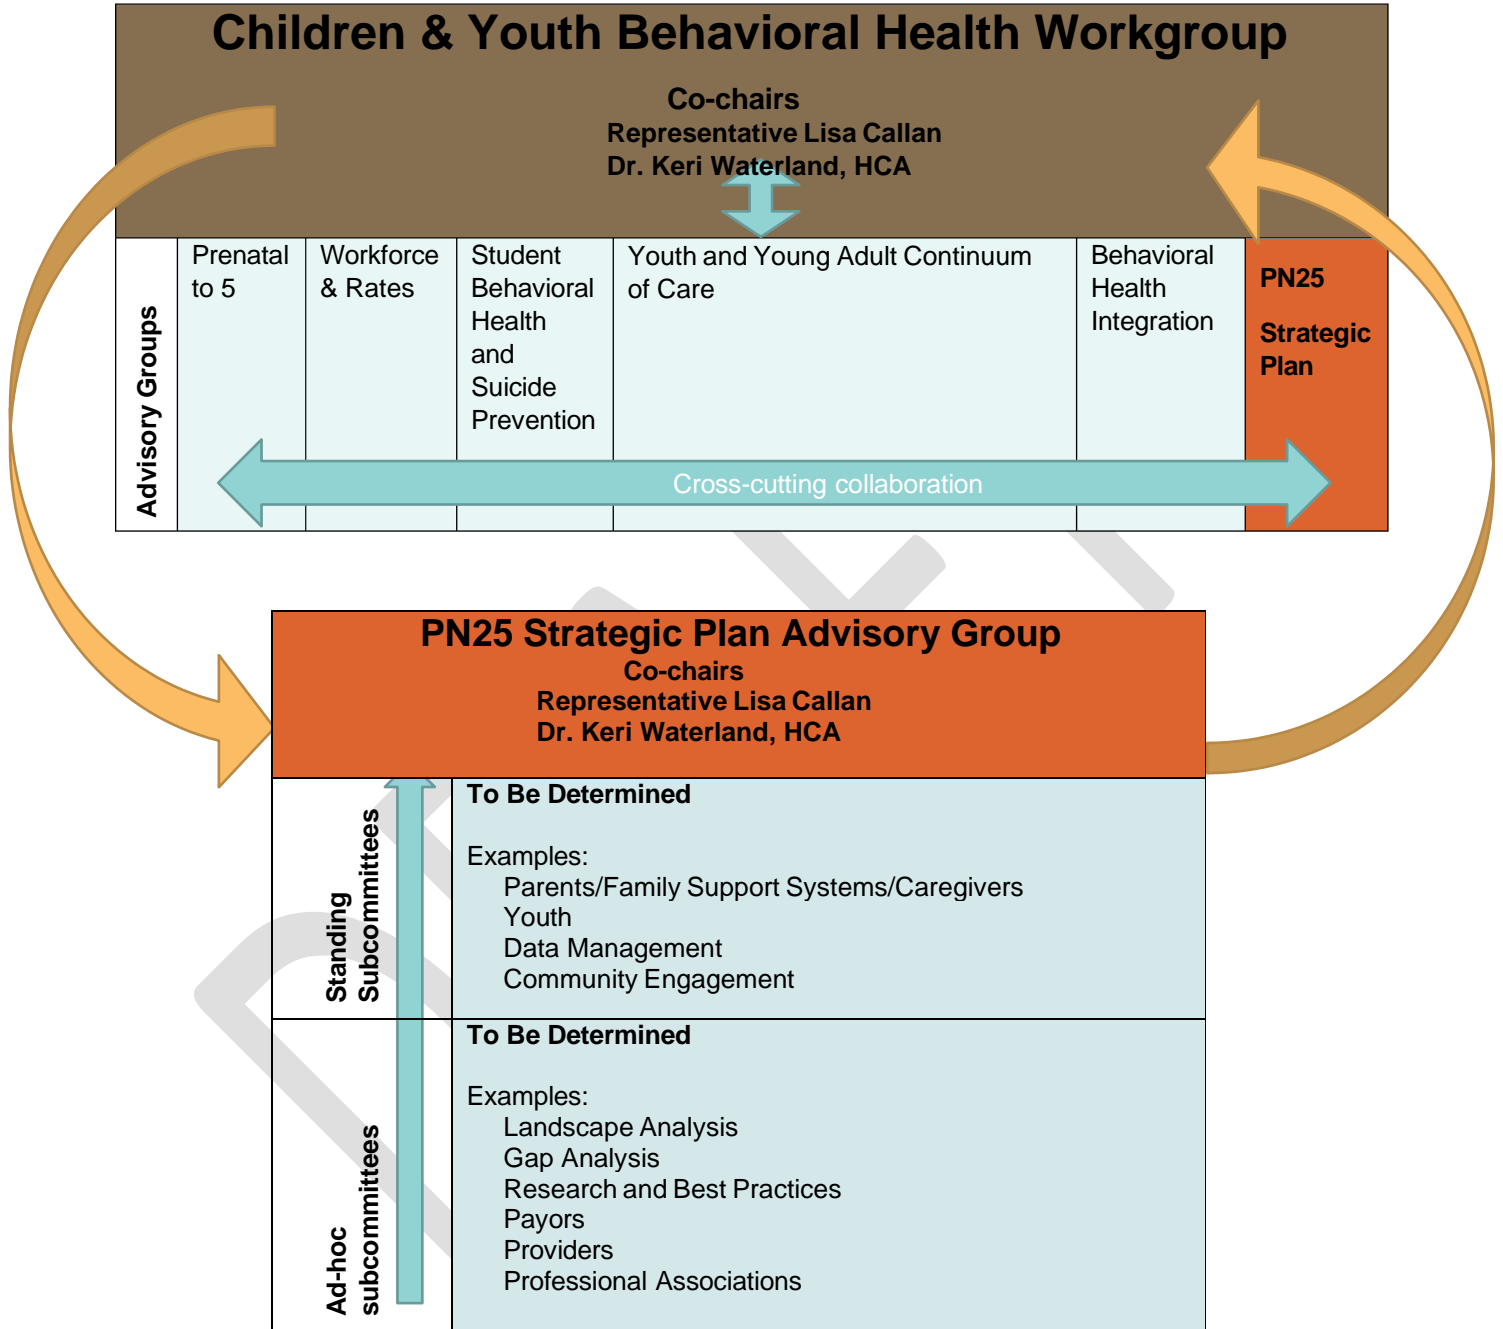 Children & Youth Behavioral Health Workgroup
Co-chairs
Representative Lisa Callan
Dr. Keri Waterland, HCA
Advisory Groups
Prenatal
to 5
Workforce
& Rates
Student
Behavioral
Health
and
Suicide
Prevention
Youth and Young Adult Continuum
of Care
Behavioral
Health
Integration
PN25
Strategic
Plan
Cross-cutting collaboration
PN25 Strategic Plan Advisory Group
Co-chairs
Representative Lisa Callan
Dr. Keri Waterland, HCA
Standing
Subcommittees
To Be Determined
Examples:
Parents/Family Support Systems/Caregivers
Youth
Data Management
Community Engagement
Ad-hoc
subcommittees
To Be Determined
Examples:
Landscape Analysis
Gap Analysis
Research and Best Practices
Payors
Providers
Professional Associations
DRAFT